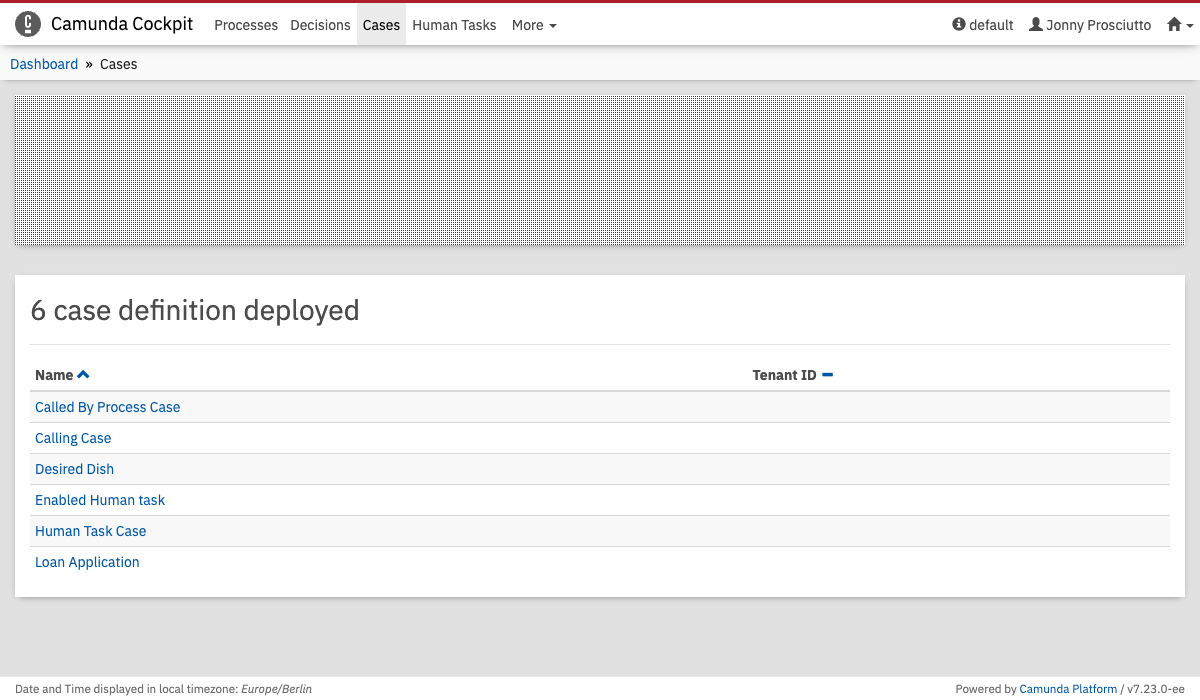 Camunda Cockpit Processes Decisions Cases Human Tasks More default Jonny Prosciutto
Dashboard » Cases
6 case definition deployed
Name Tenant ID
Called By Process Case
Calling Case
Desired Dish
Enabled Human task
Human Task Case
Loan Application
Date and Time displayed in local timezone: Europe/Berlin Powered by Camunda Platform / v7.23.0-ee